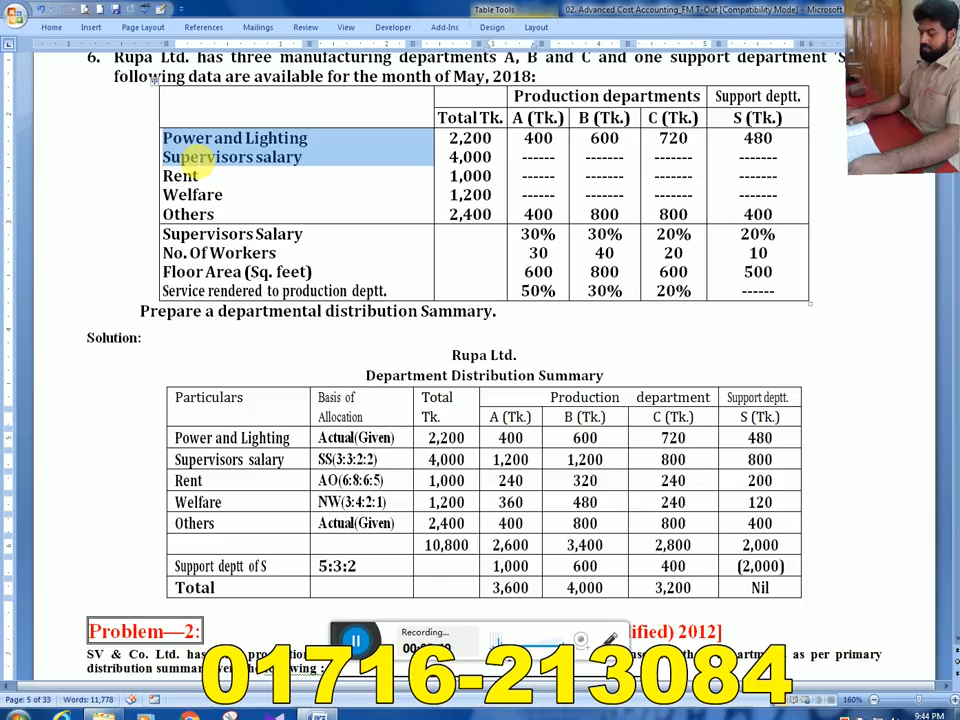 Table Tools
02. Advanced Cost Accounting_FM T-Out [Compatibility Mode] - Microsoft
Home Insert Page Layout References Mailings Review View Developer Add-Ins Design Layout
6. Rupa Ltd. has three manufacturing departments A, B and C and one support department 'S
following data are available for the month of May, 2018:
Production departments Support deptt.
Total Tk. A (Tk.) B (Tk.) C (Tk.) S (Tk.)
Power and Lighting 2,200 400 600 720 480
Supervisors salary 4,000 ------ ------- ------- -------
Rent 1,000 ------ ------- ------- -------
Welfare 1,200 ------ ------- ------- -------
Others 2,400 400 800 800 400
Supervisors Salary 30% 30% 20% 20%
No. Of Workers 30 40 20 10
Floor Area (Sq. feet) 600 800 600 500
Service rendered to production deptt. 50% 30% 20% ------
Prepare a departmental distribution Summary.
Solution:
Rupa Ltd.
Department Distribution Summary
Particulars Basis of Total Production department Support deptt.
Allocation Tk. A (Tk.) B (Tk.) C (Tk.) S (Tk.)
Power and Lighting Actual(Given) 2,200 400 600 720 480
Supervisors salary SS(3:3:2:2) 4,000 1,200 1,200 800 800
Rent AO(6:8:6:5) 1,000 240 320 240 200
Welfare NW(3:4:2:1) 1,200 360 480 240 120
Others Actual(Given) 2,400 400 800 800 400
10,800 2,600 3,400 2,800 2,000
Support deptt of S 5:3:2 1,000 600 400 (2,000)
Total 3,600 4,000 3,200 Nil
Problem—2: ified) 2012]
Recording...
SV & Co. Ltd. has as per primary
distribution summ
01716-213084
Page: 5 of 33 Words: 11,778 160%
9:44 PM